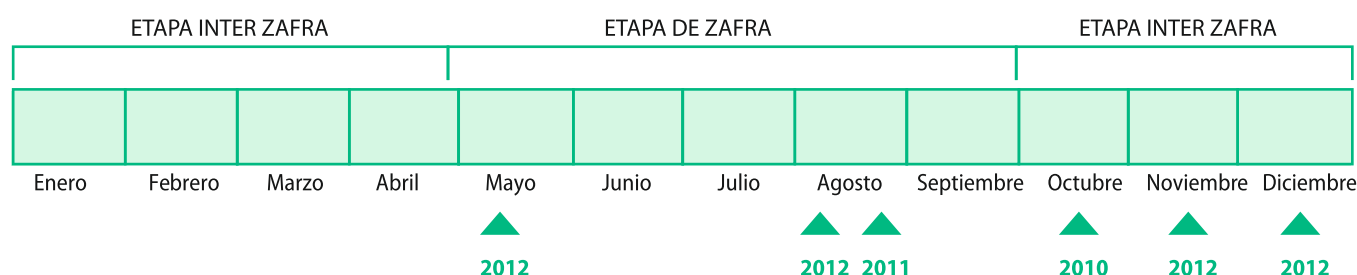 ETAPA INTER ZAFRA ETAPA DE ZAFRA ETAPA INTER ZAFRA
Enero Febrero Marzo Abril Mayo Junio Julio Agosto Septiembre Octubre Noviembre Diciembre
2012 2012 2011 2010 2012 2012